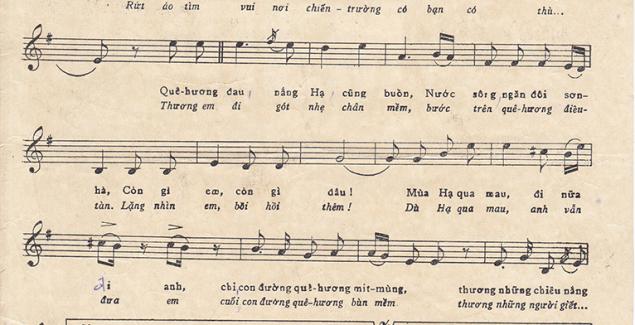 Rứt áo tìm vui nơi chiến-trường có bạn có thù...
Quê-hương đau nắng Hạ cũng buồn, Nước sông ngăn đôi sơn-
Thương em đi gót nhẹ chân mềm, bước trên quê-hương điêu-
hà, Còn gì em, còn gì đâu! Mùa Hạ qua mau, đi nữa
tàn. Lặng nhìn em, bồi hồi thêm! Dù Hạ qua mau, anh vẫn
đi anh, chị con đường quê-hương mịt-mùng, thương những chiều nắng
đưa em cuối con đường quê-hương bùn mềm thương những người giết...